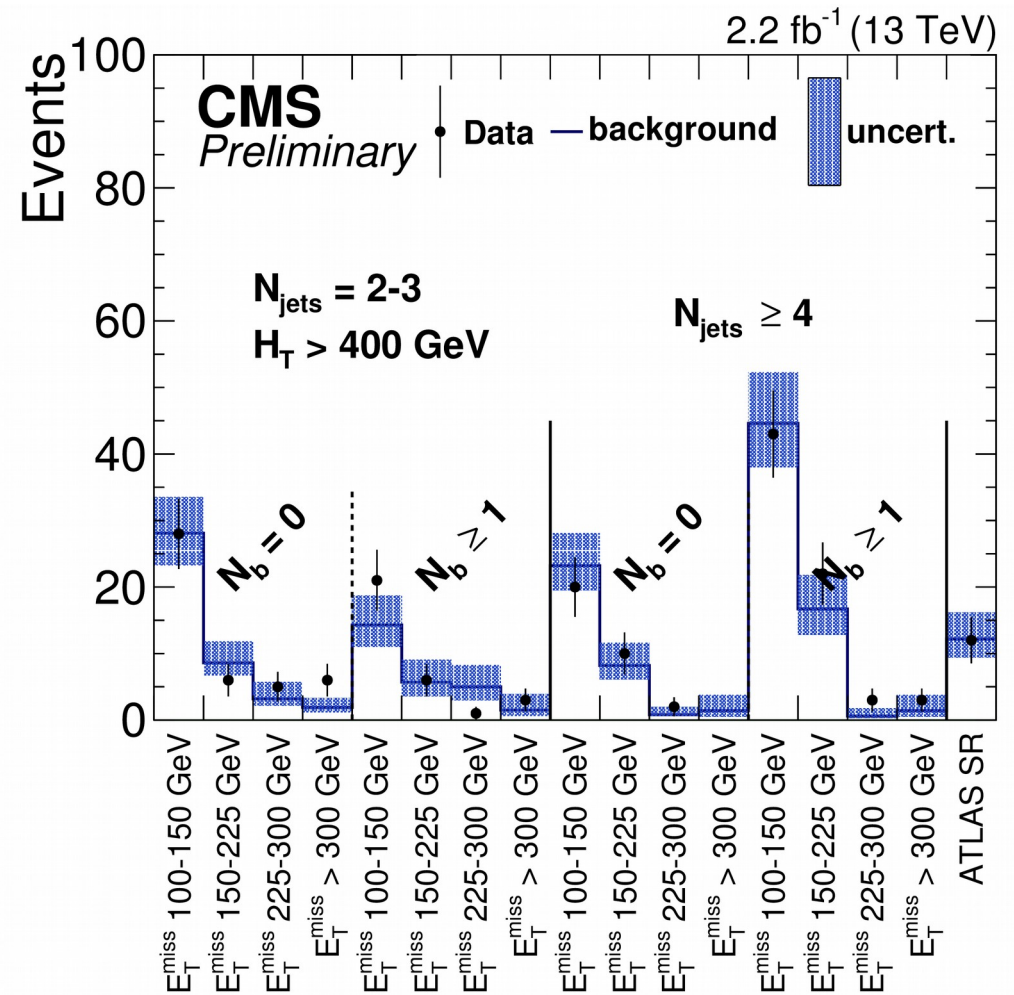 2.2 fb⁻¹ (13 TeV)
Events
100
80
60
40
20
0
CMS
Preliminary
Data
background
uncert.
N_jets = 2-3
H_T > 400 GeV
N_jets ≥ 4
N_b = 0
N_b ≥ 1
N_b = 0
N_b ≥ 1
E_T^miss 100-150 GeV
E_T^miss 150-225 GeV
E_T^miss 225-300 GeV
E_T^miss > 300 GeV
E_T^miss 100-150 GeV
E_T^miss 150-225 GeV
E_T^miss 225-300 GeV
E_T^miss > 300 GeV
E_T^miss 100-150 GeV
E_T^miss 150-225 GeV
E_T^miss 225-300 GeV
E_T^miss > 300 GeV
E_T^miss 100-150 GeV
E_T^miss 150-225 GeV
E_T^miss 225-300 GeV
E_T^miss > 300 GeV
ATLAS SR